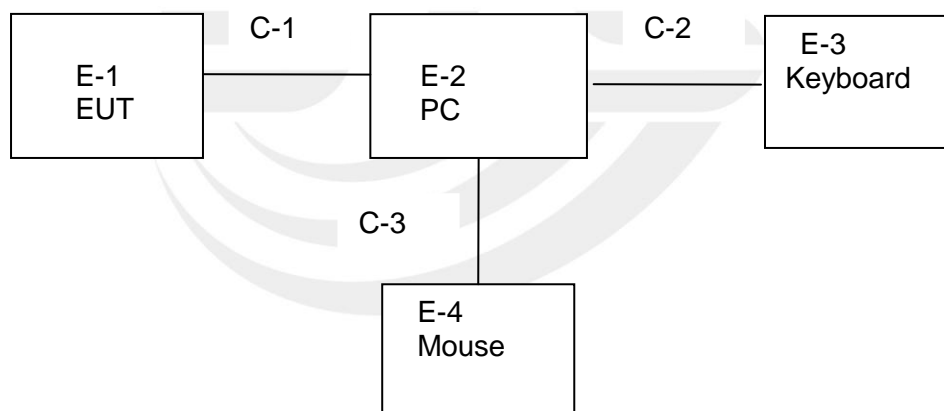 C-1
C-2
E-1
EUT
E-2
PC
E-3
Keyboard
C-3
E-4
Mouse